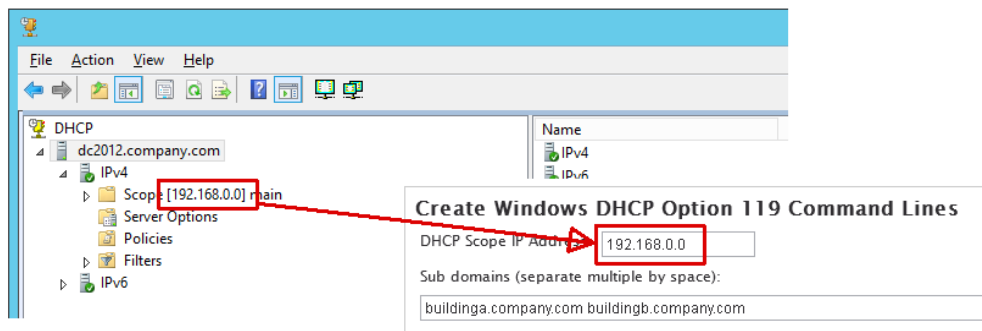 File Action View Help
DHCP
dc2012.company.com
IPv4
Scope [192.168.0.0] main
Server Options
Policies
Filters
IPv6
Name
IPv4
IPv6
Create Windows DHCP Option 119 Command Lines
DHCP Scope IP 192.168.0.0
Sub domains (separate multiple by space):
buildinga.company.com buildingb.company.com